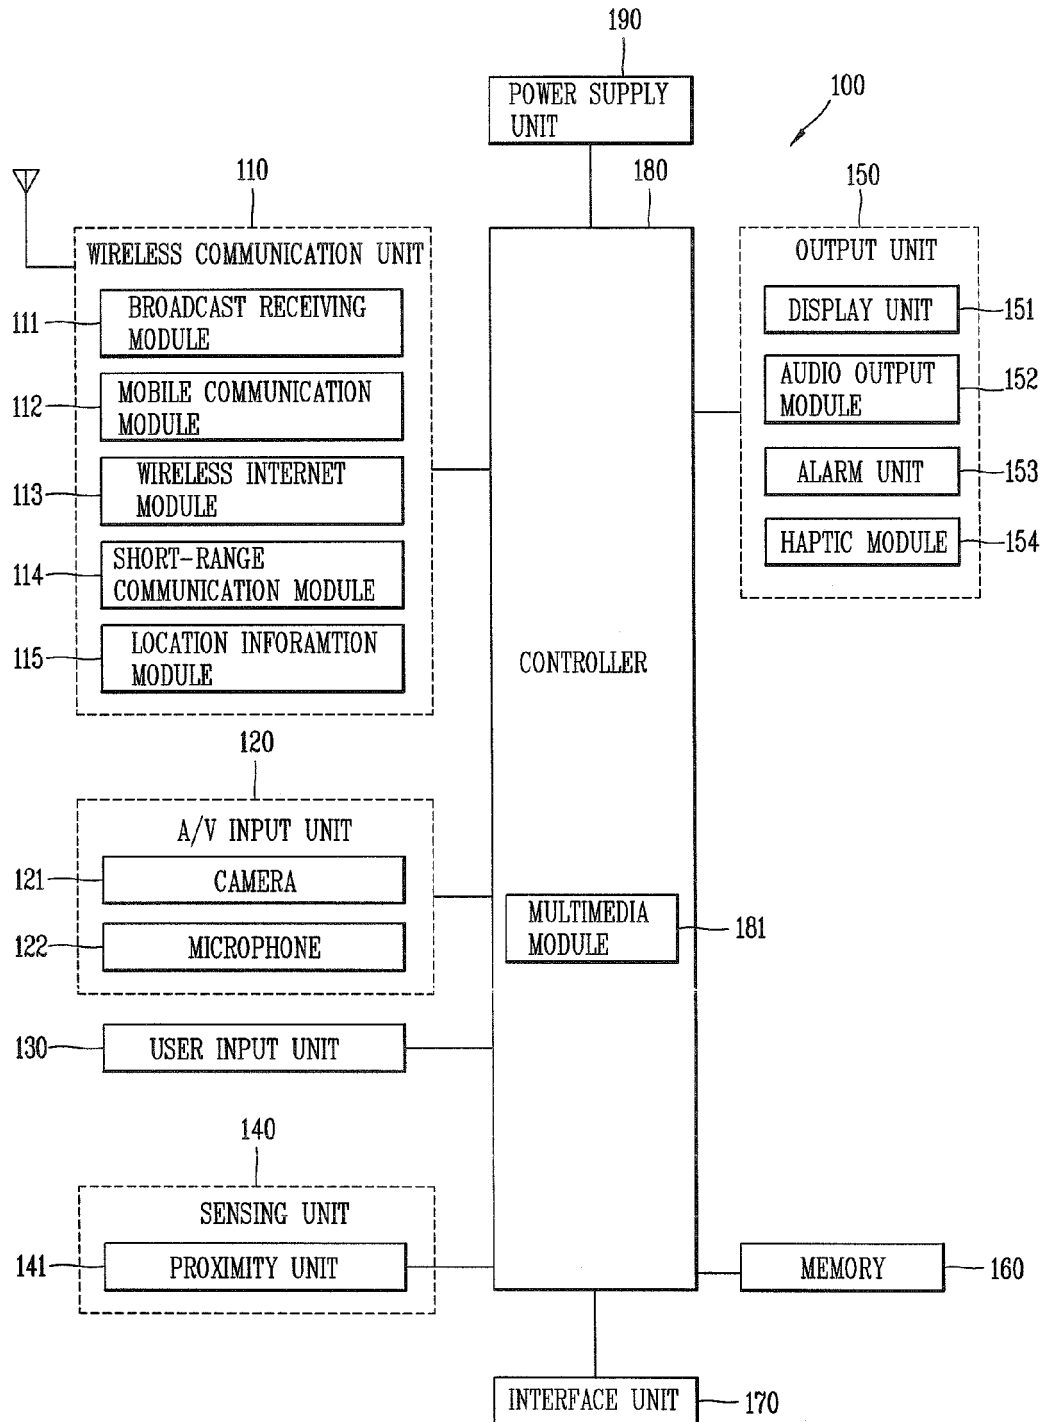 190
POWER SUPPLY
UNIT
100
110
180
150
WIRELESS COMMUNICATION UNIT
111
BROADCAST RECEIVING
MODULE
112
MOBILE COMMUNICATION
MODULE
113
WIRELESS INTERNET
MODULE
114
SHORT-RANGE
COMMUNICATION MODULE
115
LOCATION INFORAMTION
MODULE
OUTPUT UNIT
DISPLAY UNIT
151
AUDIO OUTPUT
MODULE
152
ALARM UNIT
153
HAPTIC MODULE
154
CONTROLLER
120
A/V INPUT UNIT
121
CAMERA
122
MICROPHONE
MULTIMEDIA
MODULE
181
130
USER INPUT UNIT
140
SENSING UNIT
141
PROXIMITY UNIT
MEMORY
160
INTERFACE UNIT
170